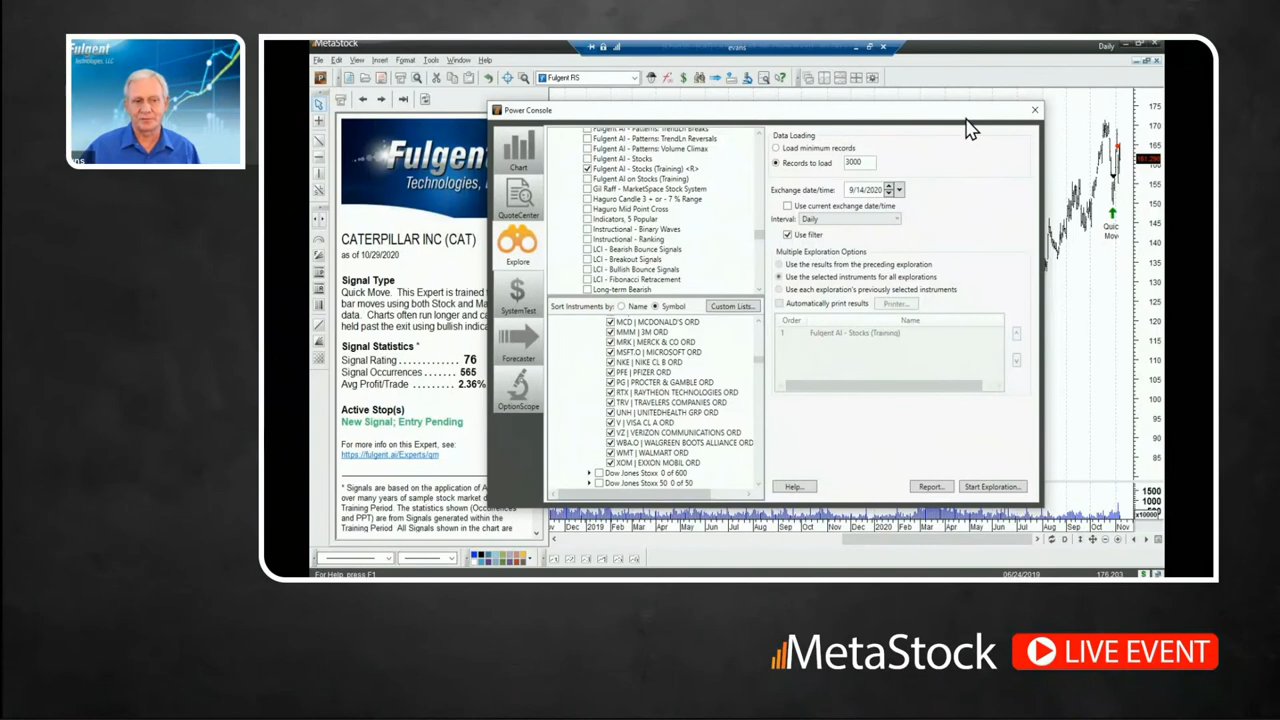 Fulgent
Technologies, LLC
MetaStock
evans
Daily
File Edit View Insert Format Tools Window Help
Fulgent RS
Power Console
Fulgent
Technologies,
CATERPILLAR INC (CAT)
as of 10/29/2020
Signal Type
Quick Move. This Expert is trained
bar moves using both Stock and Ma
data. Charts often run longer and c
held past the exit using bullish indi
Signal Statistics *
Signal Rating . . . . . . . . . . . . 76
Signal Occurrences . . . . . . 565
Avg Profit/Trade . . . . . . . . 2.36%
Active Stop(s)
New Signal; Entry Pending
For more info on this Expert, see:
https://fulgent.ai/Experts/qm
* Signals are based on the application of A
over many years of sample stock market d
Training Period. The statistics shown (Occu
and PPT) are from Signals generated within the
Training Period All Signals shown in the chart are
Chart
QuoteCenter
Explore
SystemTest
Forecaster
OptionScope
Fulgent AI - Patterns: TrendLn Breaks
Fulgent AI - Patterns: TrendLn Reversals
Fulgent AI - Patterns: Volume Climax
Fulgent AI - Stocks
Fulgent AI - Stocks (Training) <R>
Fulgent AI on Stocks (Training)
Gil Raff - MarketSpace Stock System
Haguro Candle 3 + or - 7 % Range
Haguro Mid Point Cross
Indicators, 5 Popular
Instructional - Binary Waves
Instructional - Ranking
LCI - Bearish Bounce Signals
LCI - Breakout Signals
LCI - Bullish Bounce Signals
LCI - Fibonacci Retracement
Long-term Bearish
Sort Instruments by: Name Symbol Custom Lists...
MCD | MCDONALD'S ORD
MMM | 3M ORD
MRK | MERCK & CO ORD
MSFT.O | MICROSOFT ORD
NKE | NIKE CL B ORD
PFE | PFIZER ORD
PG | PROCTER & GAMBLE ORD
RTX | RAYTHEON TECHNOLOGIES ORD
TRV | TRAVELERS COMPANIES ORD
UNH | UNITEDHEALTH GRP ORD
V | VISA CL A ORD
VZ | VERIZON COMMUNICATIONS ORD
WBA.O | WALGREEN BOOTS ALLIANCE ORD
WMT | WALMART ORD
XOM | EXXON MOBIL ORD
Dow Jones Stoxx 0 of 600
Dow Jones Stoxx 50 0 of 50
Data Loading
Load minimum records
Records to load 3000
Exchange date/time: 9/14/2020
Use current exchange date/time
Interval: Daily
Use filter
Multiple Exploration Options
Use the results from the preceding exploration
Use the selected instruments for all explorations
Use each exploration's previously selected instruments
Automatically print results Printer...
Order Name
1 Fulgent AI - Stocks (Training)
Help... Report... Start Exploration...
Quic
Mov
175
170
165
155
150
145
140
135
130
125
120
115
110
105
100
95
90
85
1500
1000
500
x10000
Dec 2019 Feb Mar Apr May Jun Jul Aug Sep Oct Nov Dec 2020 Feb Mar Apr May Jun Jul Aug Sep Oct Nov
For Help, press F1
06/24/2019 176.203
MetaStock
LIVE EVENT